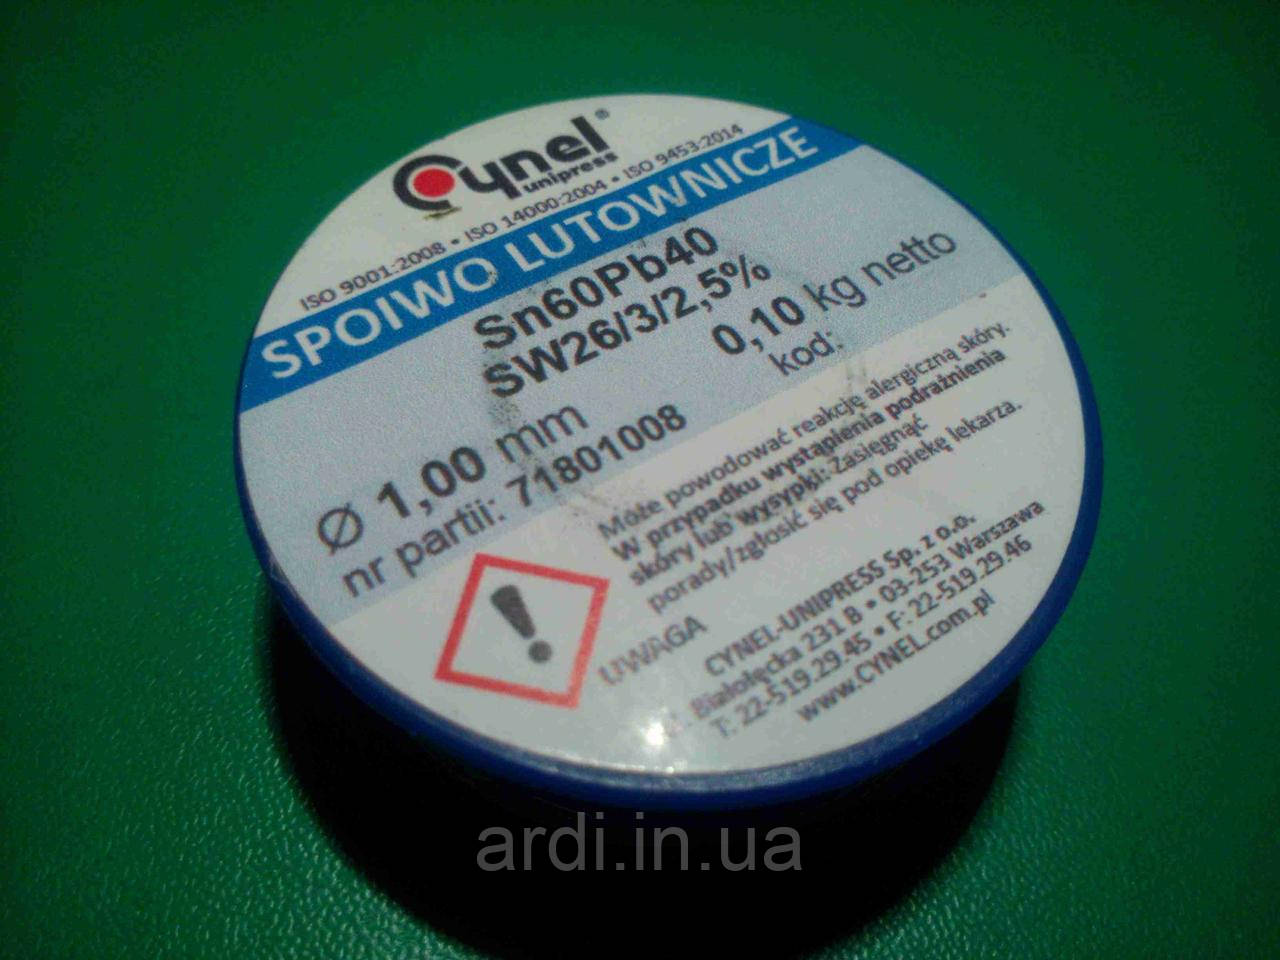 Cynel®
unipress
ISO 9001:2008 • ISO 14000:2004 • ISO 9453:2014
SPOIWO LUTOWNICZE
Sn60Pb40
SW26/3/2,5%
0,10 kg netto
kod:
Ø 1,00 mm
nr partii: 71801008
Może powodować reakcję alergiczną skóry.
W przypadku wystąpienia podrażnienia
skóry lub wysypki: Zasięgnąć
porady/zgłosić się pod opiekę lekarza.
UWAGA
CYNEL-UNIPRESS Sp. z o.o.
Białołęcka 231 B • 03-253 Warszawa
T: 22-519.29.45 • F: 22-519.29.46
www.CYNEL.com.pl
ardi.in.ua